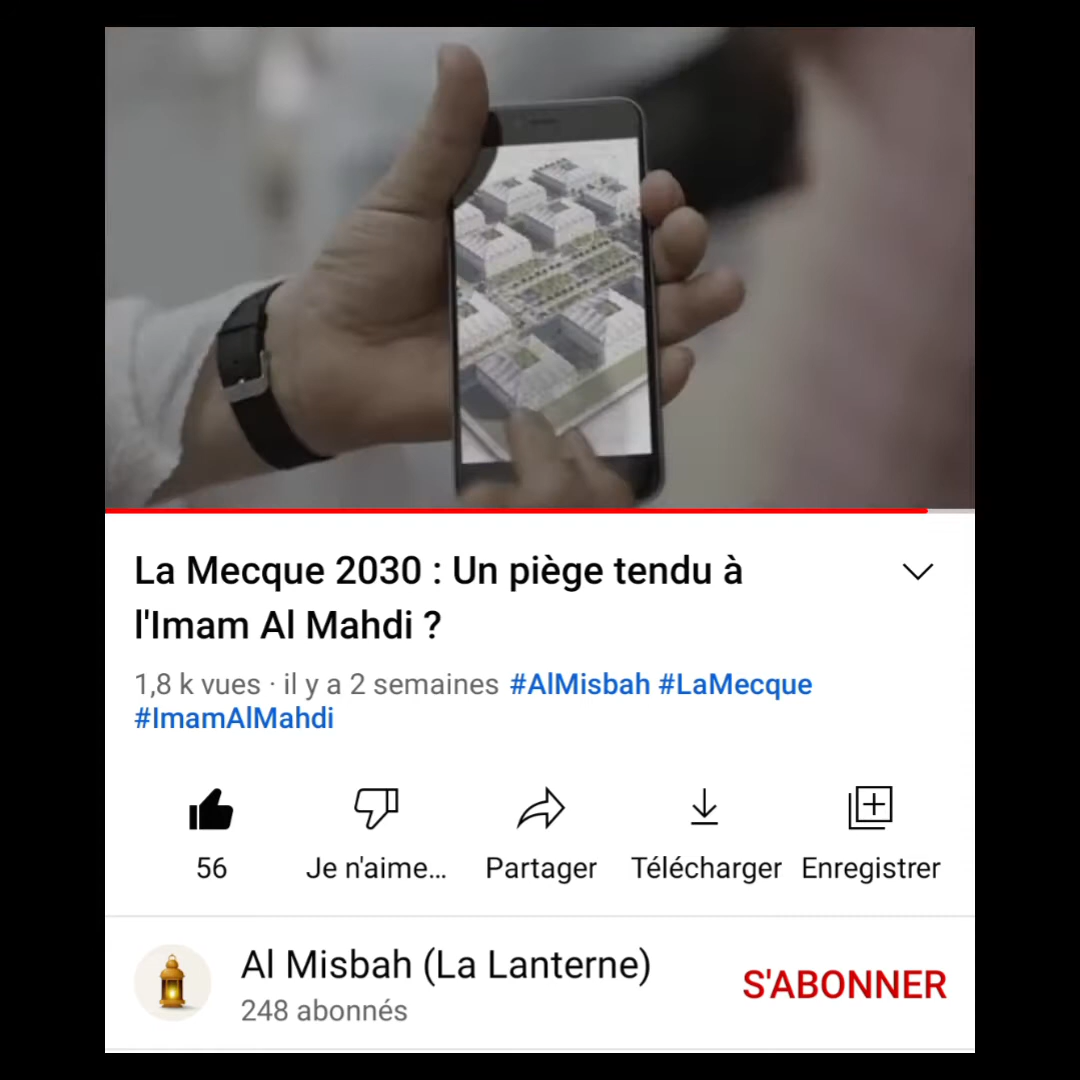 La Mecque 2030 : Un piège tendu à
l'Imam Al Mahdi ?
1,8 k vues · il y a 2 semaines #AlMisbah #LaMecque
#ImamAlMahdi
56 Je n'aime... Partager Télécharger Enregistrer
Al Misbah (La Lanterne)
248 abonnés
S'ABONNER